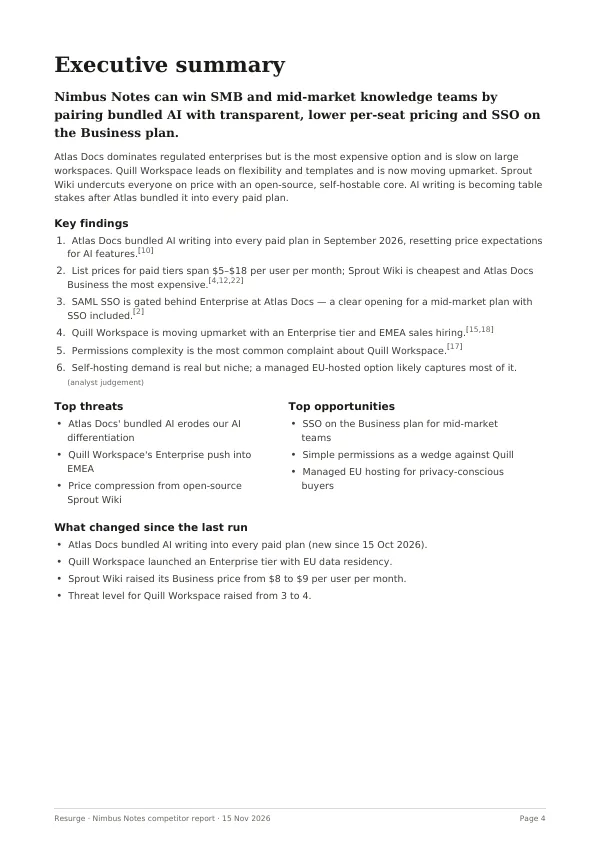 Executive summary
Nimbus Notes can win SMB and mid-market knowledge teams by
pairing bundled AI with transparent, lower per-seat pricing and SSO on
the Business plan.
Atlas Docs dominates regulated enterprises but is the most expensive option and is slow on large
workspaces. Quill Workspace leads on flexibility and templates and is now moving upmarket. Sprout
Wiki undercuts everyone on price with an open-source, self-hostable core. AI writing is becoming table
stakes after Atlas bundled it into every paid plan.
Key findings
1. Atlas Docs bundled AI writing into every paid plan in September 2026, resetting price expectations
for AI features.[10]
2. List prices for paid tiers span $5–$18 per user per month; Sprout Wiki is cheapest and Atlas Docs
Business the most expensive.[4,12,22]
3. SAML SSO is gated behind Enterprise at Atlas Docs — a clear opening for a mid-market plan with
SSO included.[2]
4. Quill Workspace is moving upmarket with an Enterprise tier and EMEA sales hiring.[15,18]
5. Permissions complexity is the most common complaint about Quill Workspace.[17]
6. Self-hosting demand is real but niche; a managed EU-hosted option likely captures most of it.
(analyst judgement)
Top threats
• Atlas Docs' bundled AI erodes our AI
differentiation
• Quill Workspace's Enterprise push into
EMEA
• Price compression from open-source
Sprout Wiki
Top opportunities
• SSO on the Business plan for mid-market
teams
• Simple permissions as a wedge against Quill
• Managed EU hosting for privacy-conscious
buyers
What changed since the last run
• Atlas Docs bundled AI writing into every paid plan (new since 15 Oct 2026).
• Quill Workspace launched an Enterprise tier with EU data residency.
• Sprout Wiki raised its Business price from $8 to $9 per user per month.
• Threat level for Quill Workspace raised from 3 to 4.
Resurge · Nimbus Notes competitor report · 15 Nov 2026
Page 4